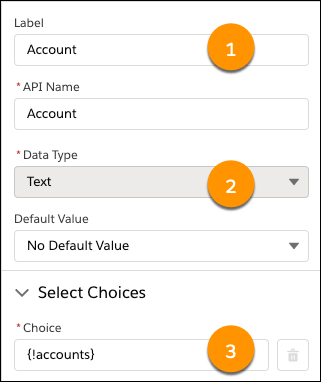 Label
Account
1
* API Name
Account
* Data Type
Text
2
Default Value
No Default Value
Select Choices
* Choice
{!accounts}
3